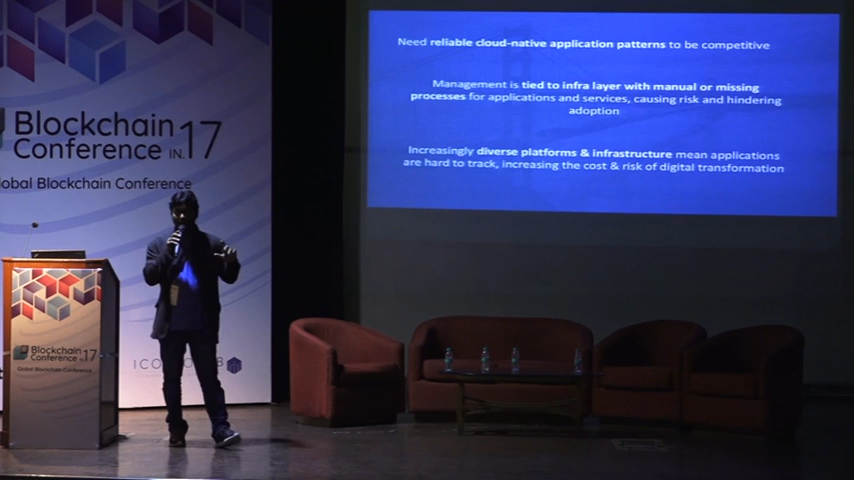 Need reliable cloud-native application patterns to be competitive
Management is tied to infra layer with manual or missing
processes for applications and services, causing risk and hindering
adoption
Increasingly diverse platforms & infrastructure mean applications
are hard to track, increasing the cost & risk of digital transformation
Blockchain
Conference IN.17
Global Blockchain Conference
Blockchain
Conference IN.17
Global Blockchain Conference